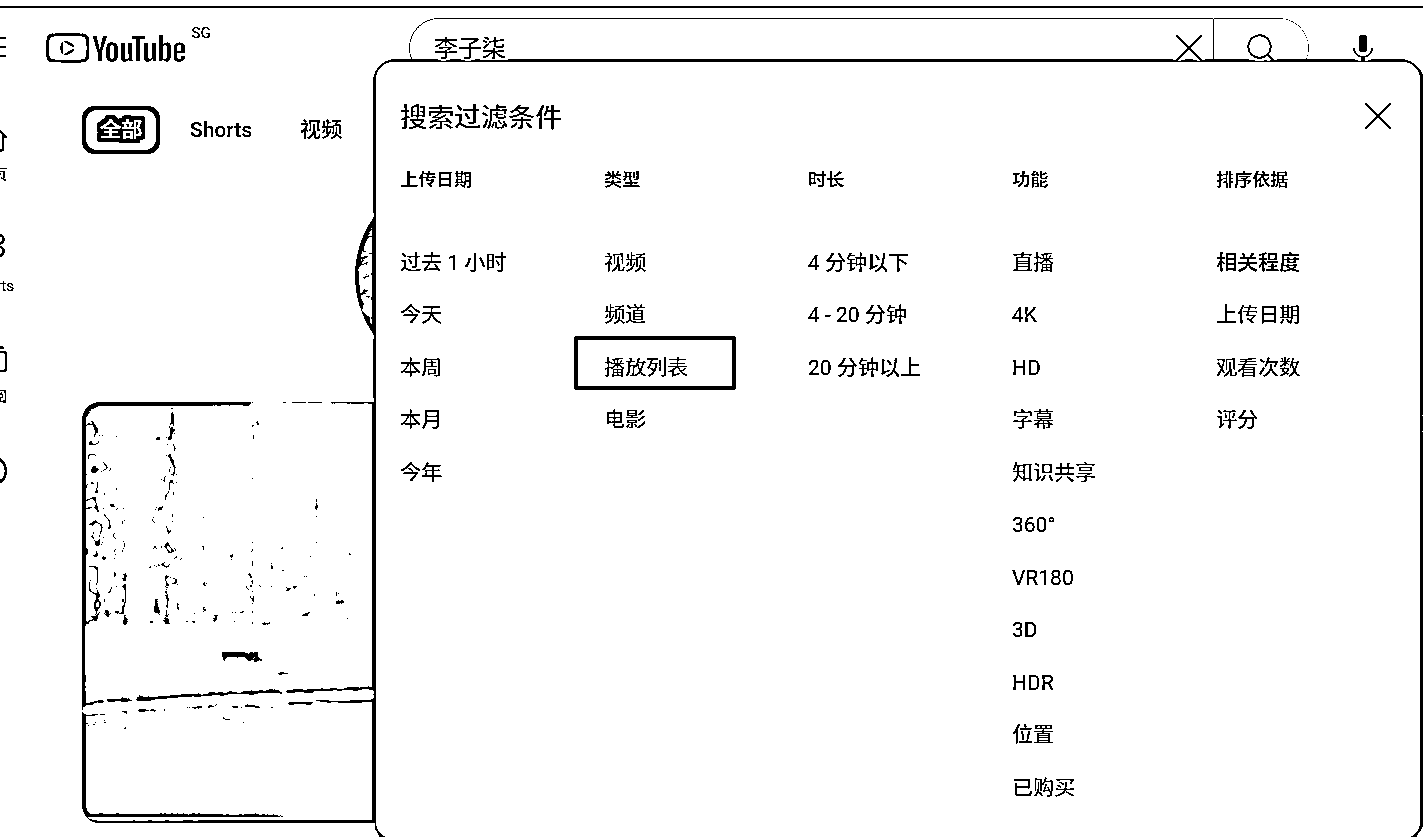 YouTube SG
李子柒
全部 Shorts 视频
搜索过滤条件
上传日期 类型 时长 功能 排序依据
过去 1 小时 视频 4 分钟以下 直播 相关程度
今天 频道 4 - 20 分钟 4K 上传日期
本周 播放列表 20 分钟以上 HD 观看次数
本月 电影 字幕 评分
今年 知识共享
360°
VR180
3D
HDR
位置
已购买